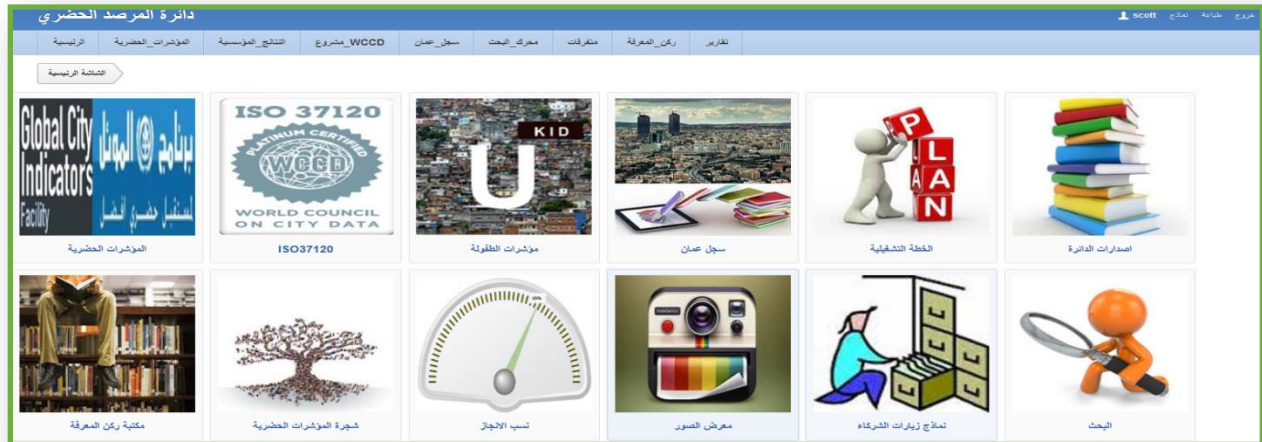 دائرة المرصد الحضري
scott نماذج طباعة خروج
الرئيسية المؤشرات_الحضرية النتائج_المؤسسية مشروع_WCCD سجل_عمان محرك_البحث متفرقات ركن_المعرفة تقارير
الشاشة الرئيسية
Global City
Indicators
Facility
برنامج الموئل
لمستقبل حضري أفضل
ISO 37120
PLATINUM CERTIFIED
WCCD
WORLD COUNCIL
ON CITY DATA
KID
U
P
L
A A
N
المؤشرات الحضرية
ISO37120
مؤشرات الطفولة
سجل عمان
الخطة التشغيلية
اصدارات الدائرة
مكتبة ركن المعرفة
شجرة المؤشرات الحضرية
نسب الانجاز
معرض الصور
نماذج زيارات الشركاء
البحث